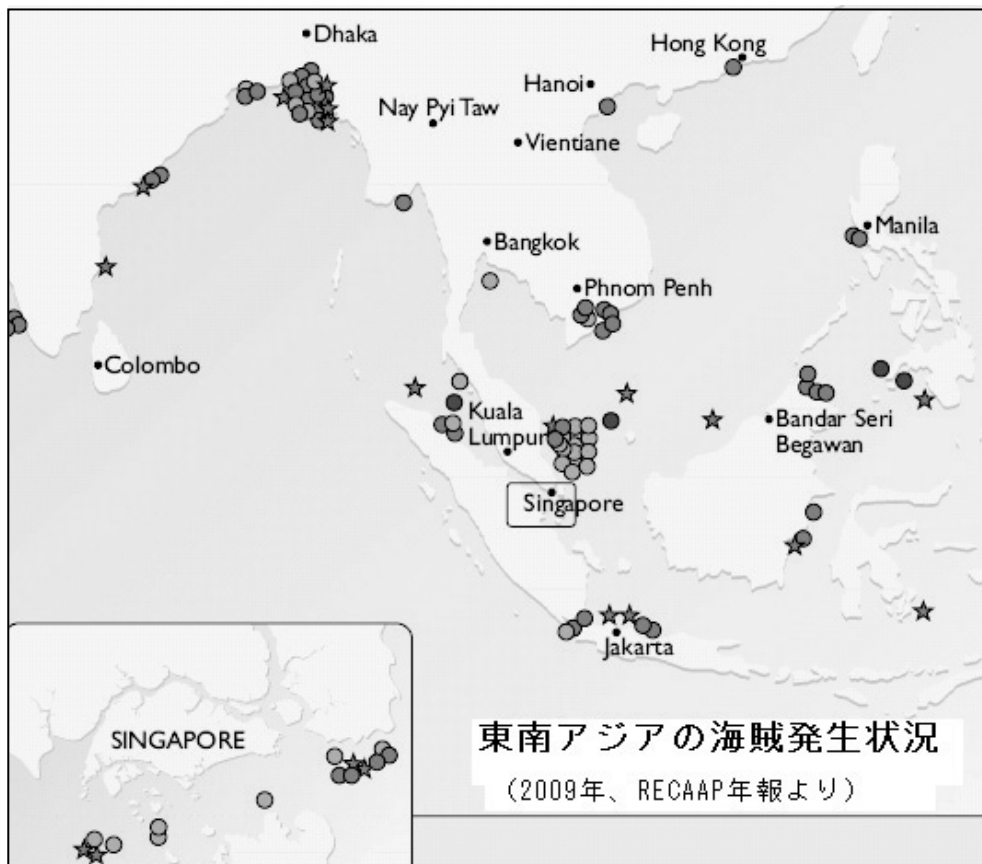 Dhaka
Hong Kong
Hanoi
Nay Pyi Taw
Vientiane
Manila
Bangkok
Phnom Penh
Colombo
Kuala
Lumpur
Bandar Seri
Begawan
Singapore
Jakarta
SINGAPORE
東南アジアの海賊発生状況
(2009年、RECAAP年報より)